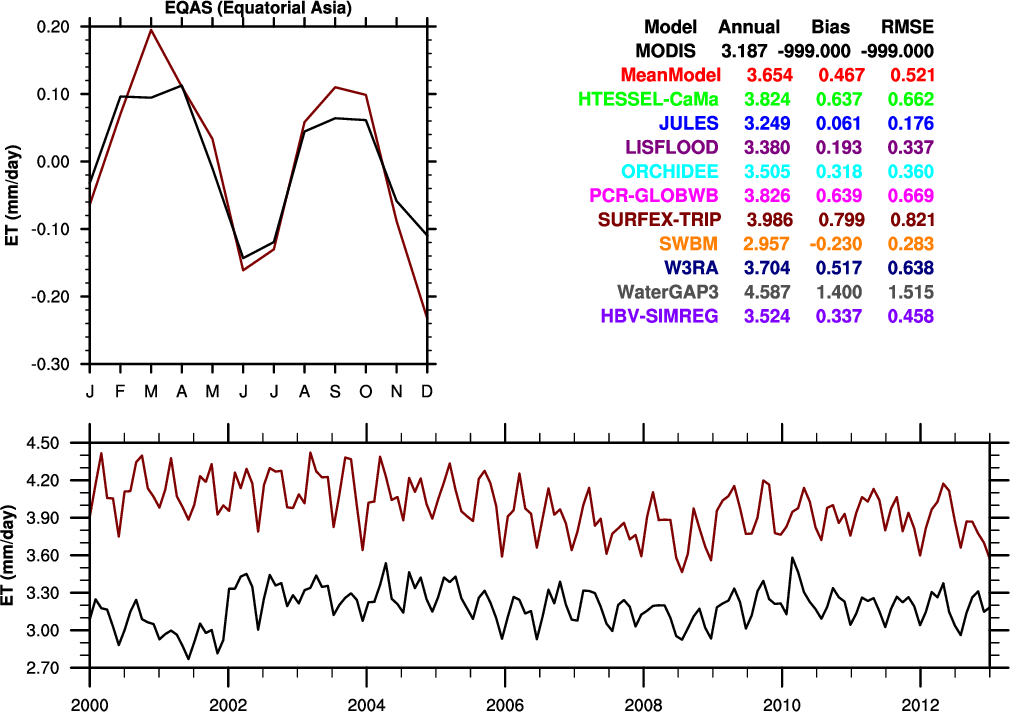 EQAS (Equatorial Asia)
0.20
0.10
0.00
-0.10
-0.20
-0.30
ET (mm/day)
J F M A M J J A S O N D
Model Annual Bias RMSE
MODIS 3.187 -999.000 -999.000
MeanModel 3.654 0.467 0.521
HTESSEL-CaMa 3.824 0.637 0.662
JULES 3.249 0.061 0.176
LISFLOOD 3.380 0.193 0.337
ORCHIDEE 3.505 0.318 0.360
PCR-GLOBWB 3.826 0.639 0.669
SURFEX-TRIP 3.986 0.799 0.821
SWBM 2.957 -0.230 0.283
W3RA 3.704 0.517 0.638
WaterGAP3 4.587 1.400 1.515
HBV-SIMREG 3.524 0.337 0.458
4.50
4.20
3.90
3.60
3.30
3.00
2.70
ET (mm/day)
2000 2002 2004 2006 2008 2010 2012